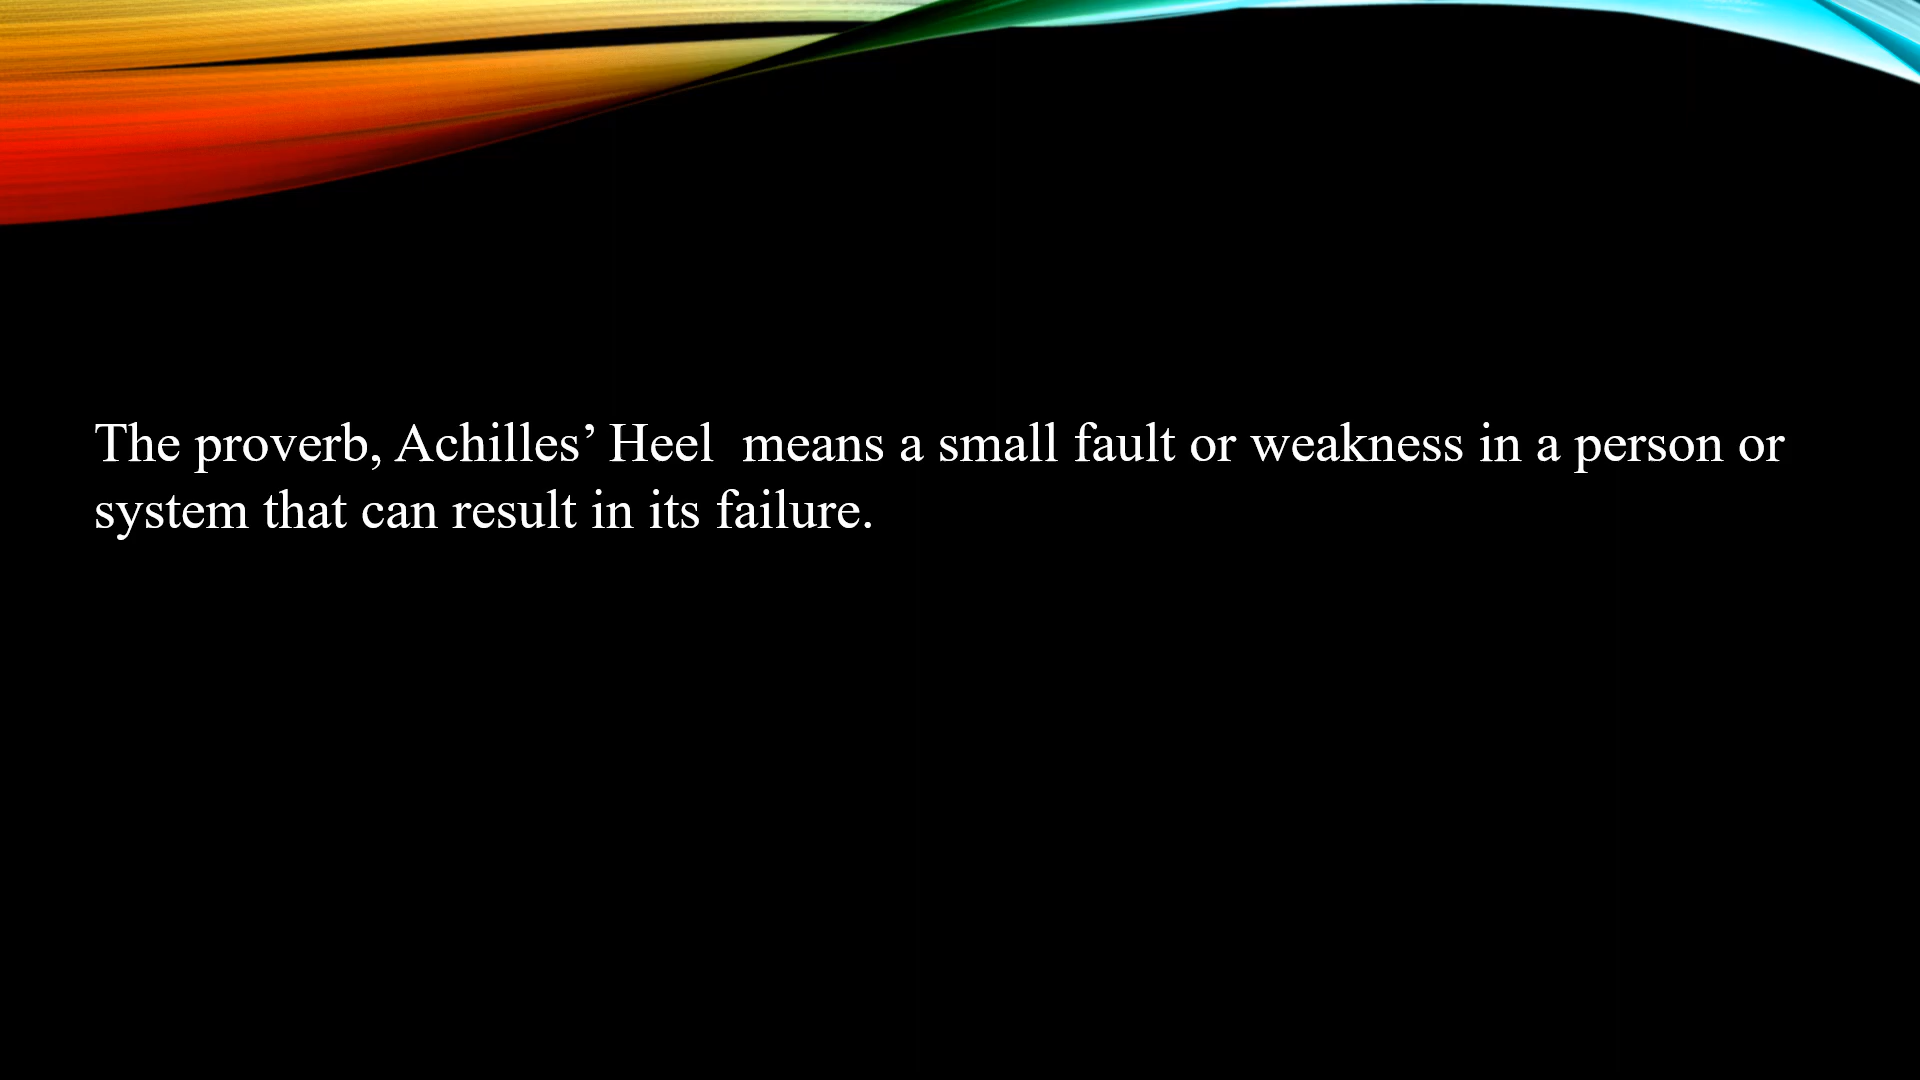 The proverb, Achilles’ Heel  means a small fault or weakness in a person or
system that can result in its failure.